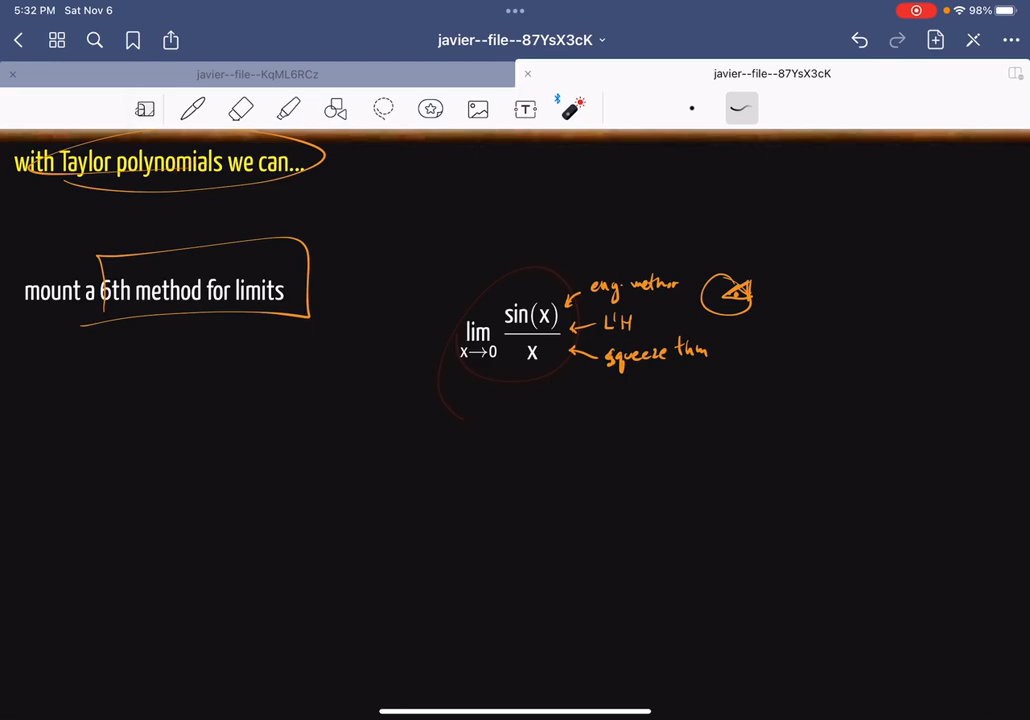 5:32 PM Sat Nov 6
98%
javier--file--87YsX3cK
javier--file--KqML6RCz
javier--file--87YsX3cK
with Taylor polynomials we can...
mount a 6th method for limits
lim x→0 sin(x) / x
eng. method
L'H
squeeze thm